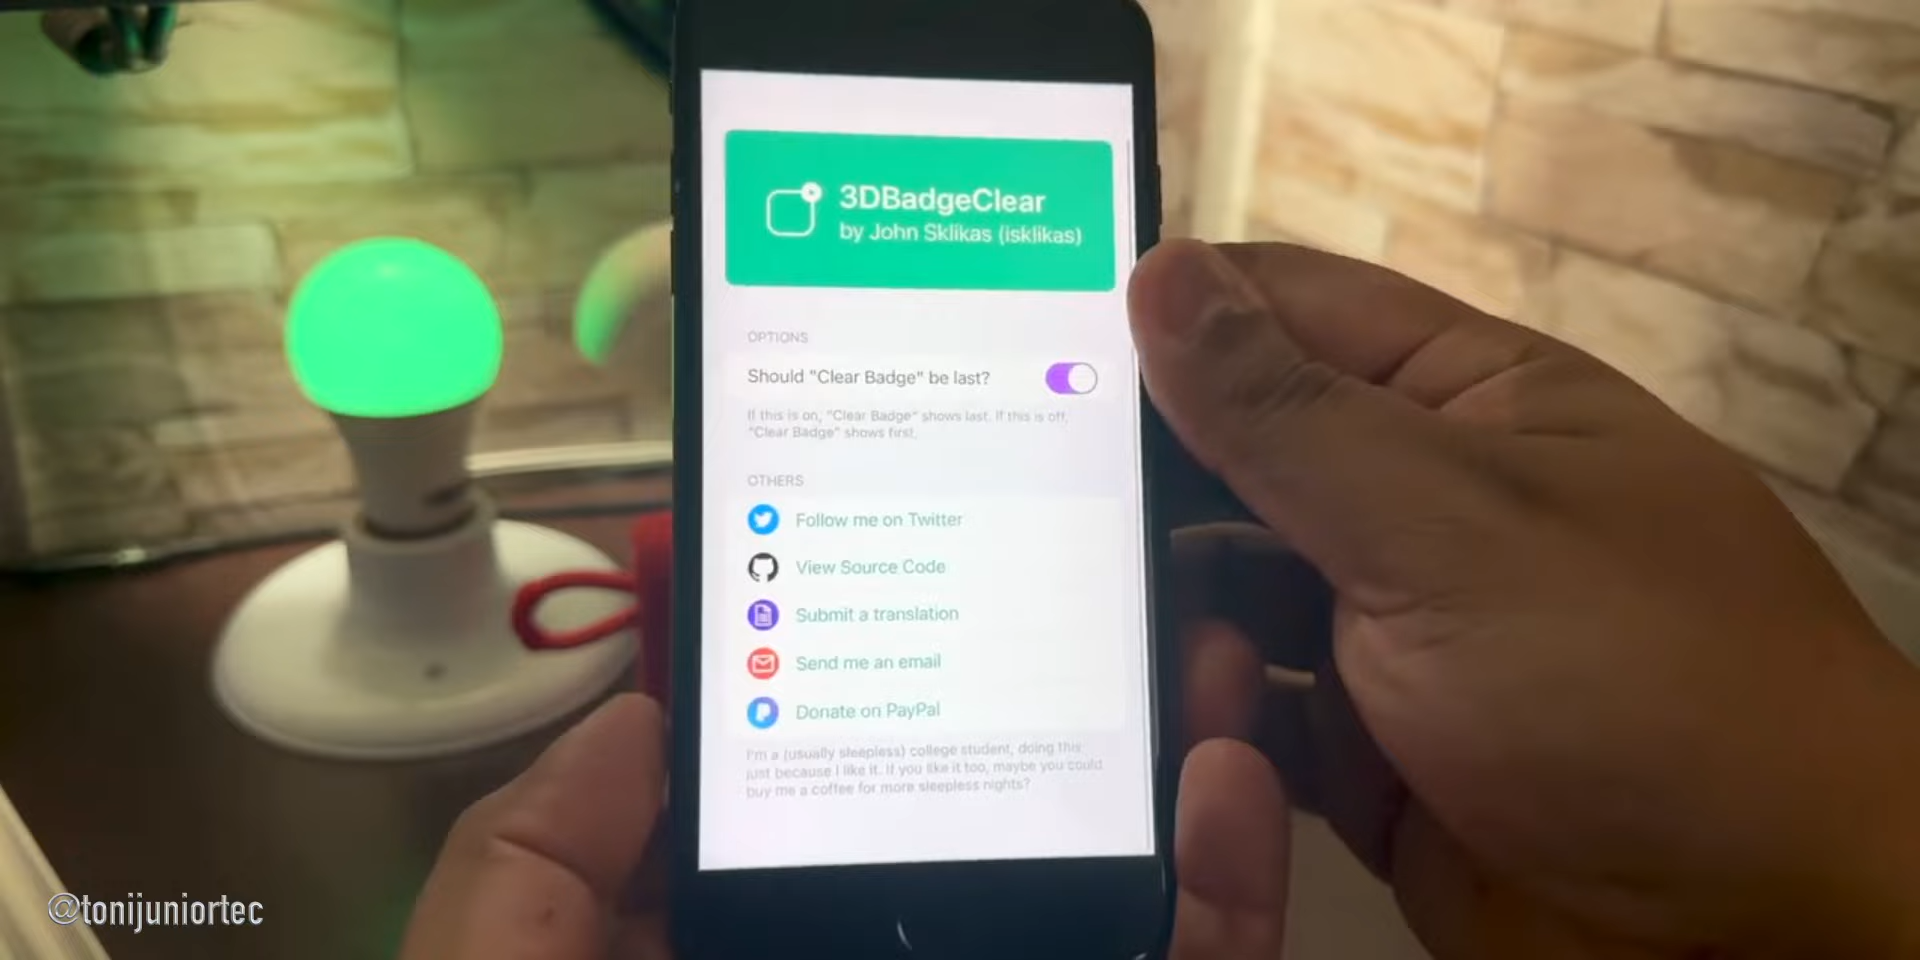 3DBadgeClear
by John Sklikas (isklikas)
OPTIONS
Should "Clear Badge" be last?
If this is on, "Clear Badge" shows last. If this is off,
"Clear Badge" shows first.
OTHERS
Follow me on Twitter
View Source Code
Submit a translation
Send me an email
Donate on PayPal
I'm a (usually sleepless) college student, doing this
just because I like it. If you like it too, maybe you could
buy me a coffee for more sleepless nights?
@tonijuniortec